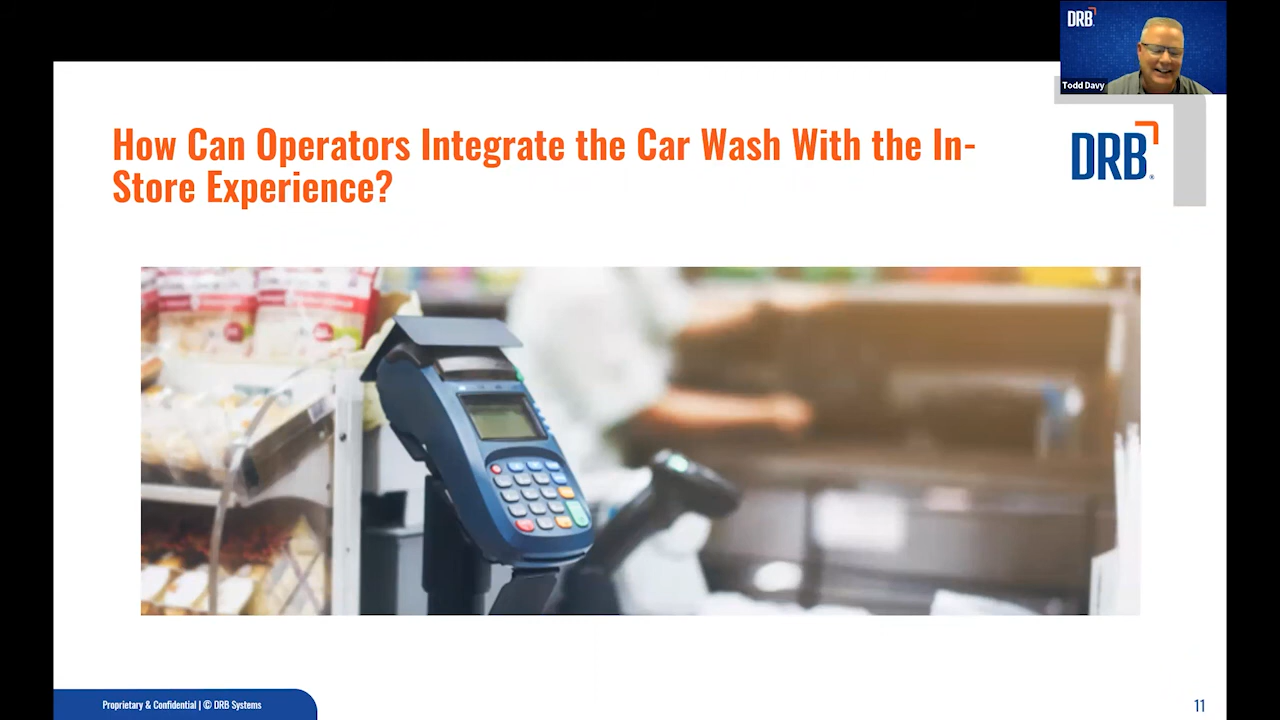 DRB
Todd Davy
How Can Operators Integrate the Car Wash With the In-
Store Experience?
DRB®
Proprietary & Confidential | © DRB Systems
11